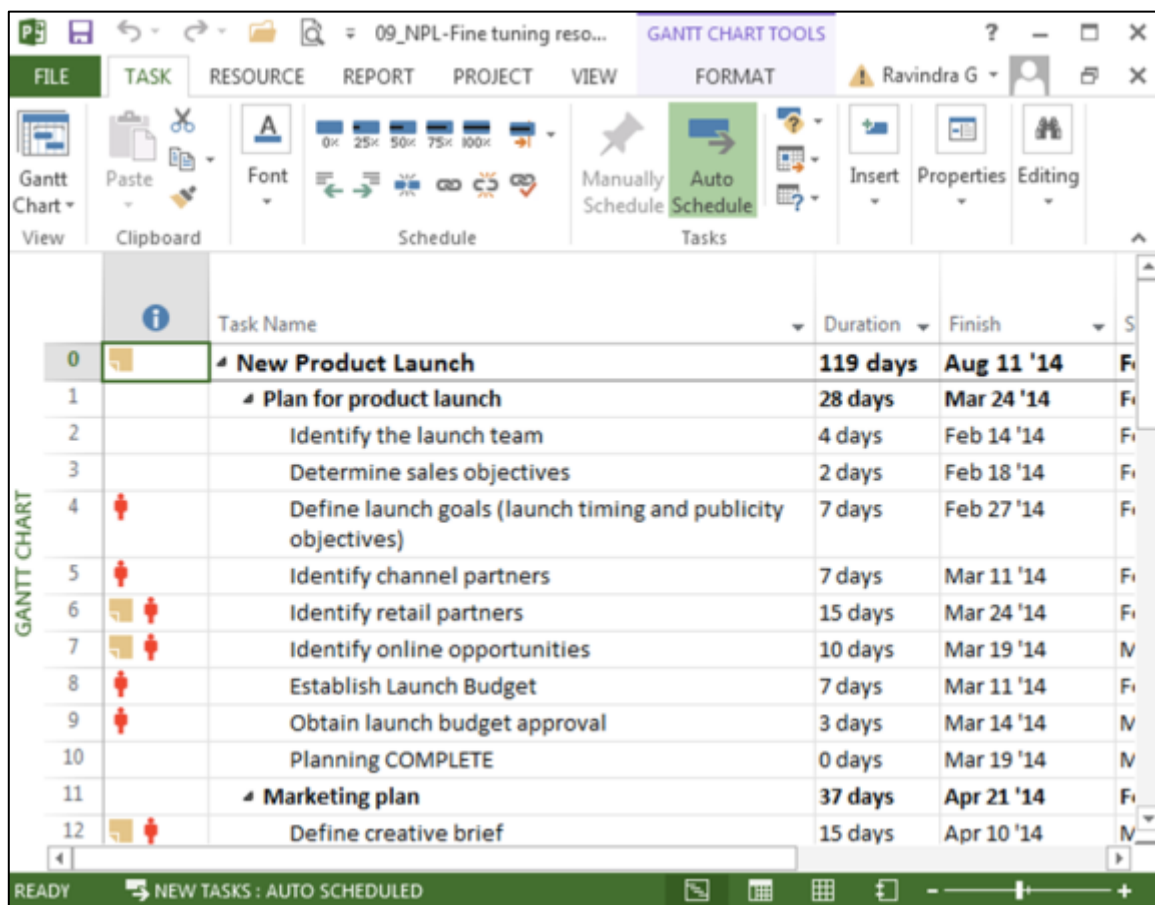 09_NPL-Fine tuning reso... GANTT CHART TOOLS ?
FILE TASK RESOURCE REPORT PROJECT VIEW FORMAT Ravindra G
0% 25% 50% 75% 100%
Gantt Chart Paste Font Manually Schedule Auto Schedule Insert Properties Editing
View Clipboard Schedule Tasks
Task Name Duration Finish S
0 New Product Launch 119 days Aug 11 '14
1 Plan for product launch 28 days Mar 24 '14
2 Identify the launch team 4 days Feb 14 '14
3 Determine sales objectives 2 days Feb 18 '14
4 Define launch goals (launch timing and publicity 7 days Feb 27 '14
objectives)
5 Identify channel partners 7 days Mar 11 '14
6 Identify retail partners 15 days Mar 24 '14
7 Identify online opportunities 10 days Mar 19 '14
8 Establish Launch Budget 7 days Mar 11 '14
9 Obtain launch budget approval 3 days Mar 14 '14
10 Planning COMPLETE 0 days Mar 19 '14
11 Marketing plan 37 days Apr 21 '14
12 Define creative brief 15 days Apr 10 '14
GANTT CHART
READY NEW TASKS : AUTO SCHEDULED